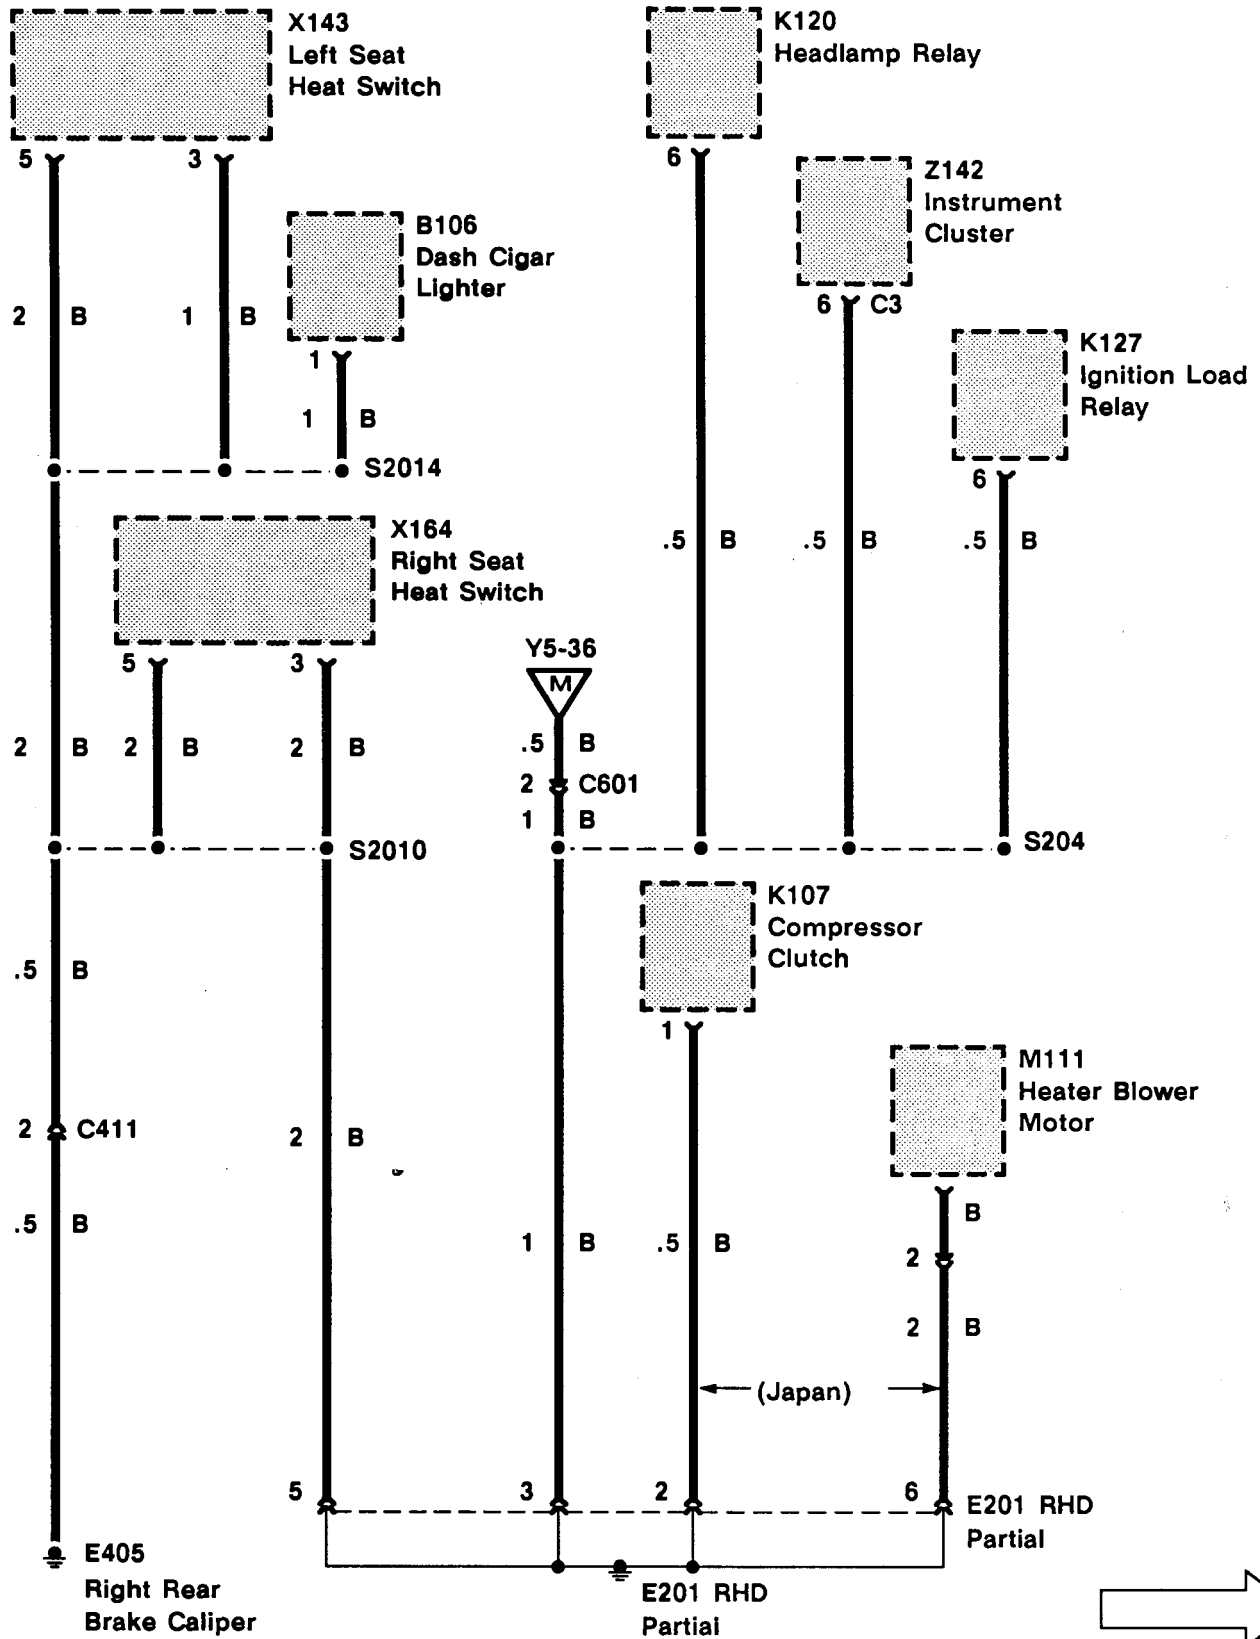 X143
Left Seat
Heat Switch
K120
Headlamp Relay
5
3
6
Z142
Instrument
Cluster
B106
Dash Cigar
Lighter
6 C3
2 B
1 B
K127
Ignition Load
Relay
1
1 B
S2014
6
X164
Right Seat
Heat Switch
.5 B
.5 B
.5 B
5
3
Y5-36
M
2 B
2 B
2 B
.5 B
2 C601
1 B
S2010
S204
K107
Compressor
Clutch
.5 B
1
M111
Heater Blower
Motor
2 C411
2 B
.5 B
1 B
.5 B
B
2
2 B
(Japan)
5
3
2
6
E201 RHD
Partial
E405
Right Rear
Brake Caliper
E201 RHD
Partial